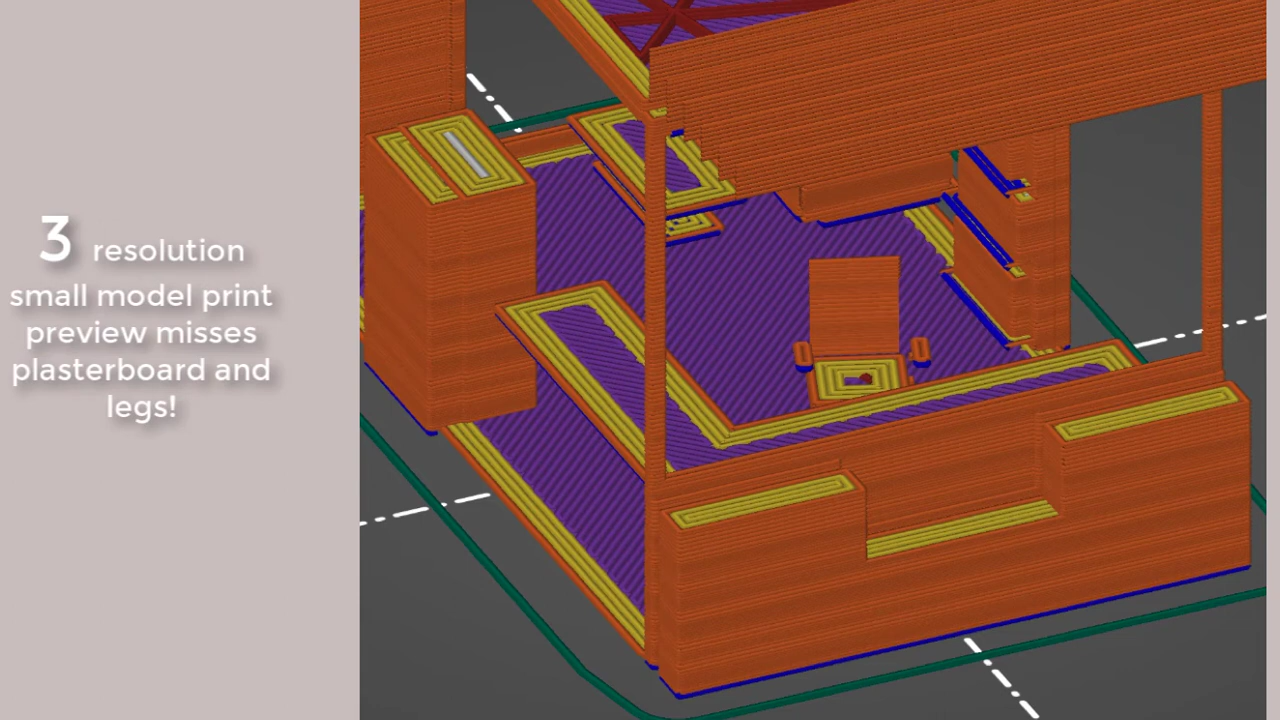 3 resolution
small model print
preview misses
plasterboard and
legs!